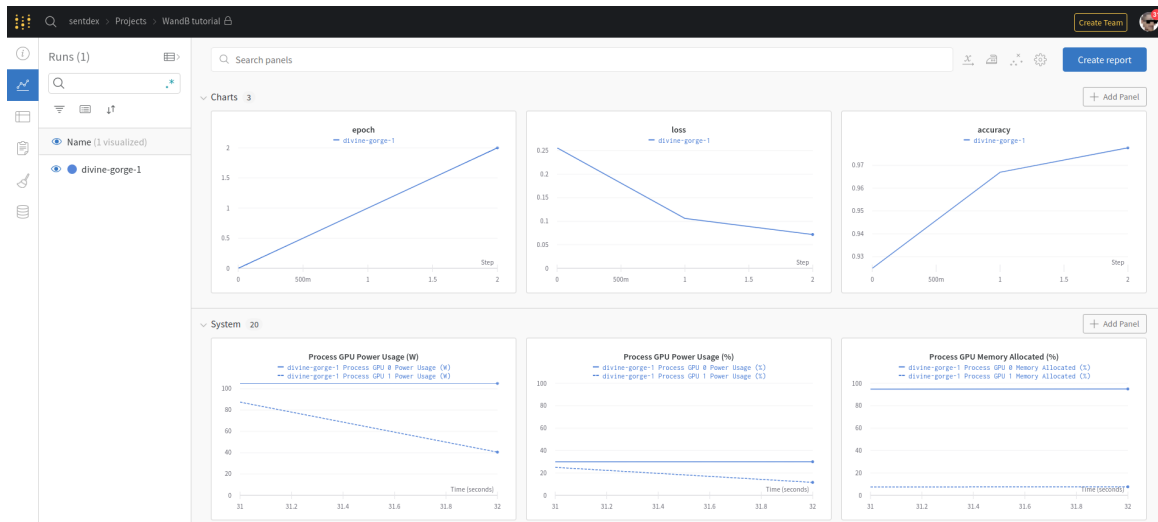 sentdex > Projects > WandB tutorial
Create Team
3
Runs (1)
Search panels
Create report
.*
Charts 3
+ Add Panel
Name (1 visualized)
divine-gorge-1
epoch
divine-gorge-1
2
1.5
1
0.5
0
Step
0 500m 1 1.5 2
loss
divine-gorge-1
0.25
0.2
0.15
0.1
0.05
0
Step
0 500m 1 1.5 2
accuracy
divine-gorge-1
0.97
0.96
0.95
0.94
0.93
Step
0 500m 1 1.5 2
System 20
+ Add Panel
Process GPU Power Usage (W)
divine-gorge-1 Process GPU 0 Power Usage (W)
divine-gorge-1 Process GPU 1 Power Usage (W)
100
80
60
40
20
0
Time (seconds)
31 31.2 31.4 31.6 31.8 32
Process GPU Power Usage (%)
divine-gorge-1 Process GPU 0 Power Usage (%)
divine-gorge-1 Process GPU 1 Power Usage (%)
100
80
60
40
20
0
Time (seconds)
31 31.2 31.4 31.6 31.8 32
Process GPU Memory Allocated (%)
divine-gorge-1 Process GPU 0 Memory Allocated (%)
divine-gorge-1 Process GPU 1 Memory Allocated (%)
100
80
60
40
20
0
Time (seconds)
31 31.2 31.4 31.6 31.8 32